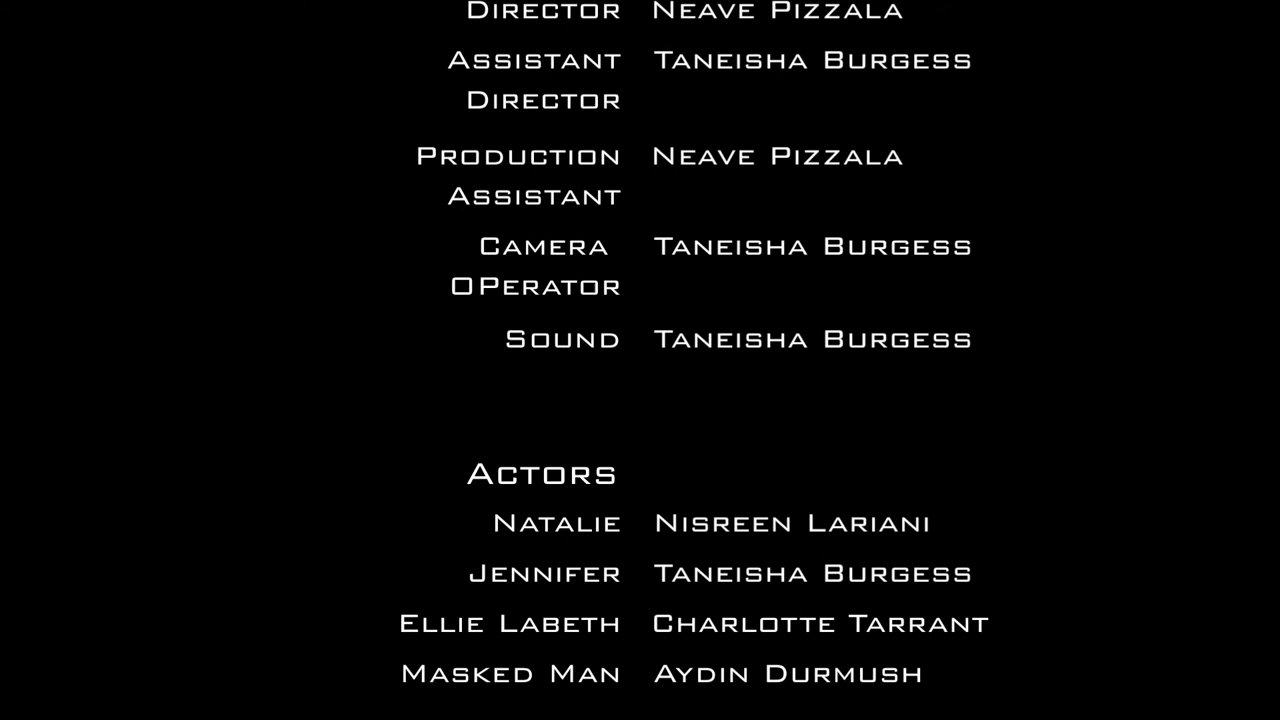 Director Neave Pizzala
Assistant Taneisha Burgess
Director
Production Neave Pizzala
Assistant
Camera Taneisha Burgess
OPerator
Sound Taneisha Burgess
Actors
Natalie Nisreen Lariani
Jennifer Taneisha Burgess
Ellie Labeth Charlotte Tarrant
Masked Man Aydin Durmush